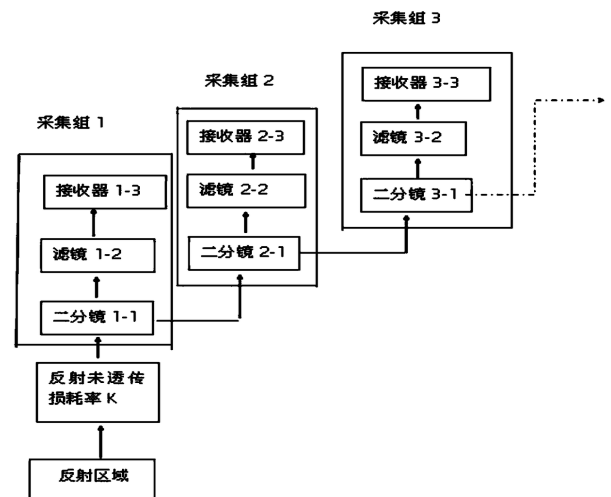 采集组 3
接收器 3-3
滤镜 3-2
二分镜 3-1
采集组 2
接收器 2-3
滤镜 2-2
二分镜 2-1
采集组 1
接收器 1-3
滤镜 1-2
二分镜 1-1
反射未透传
损耗率 K
反射区域